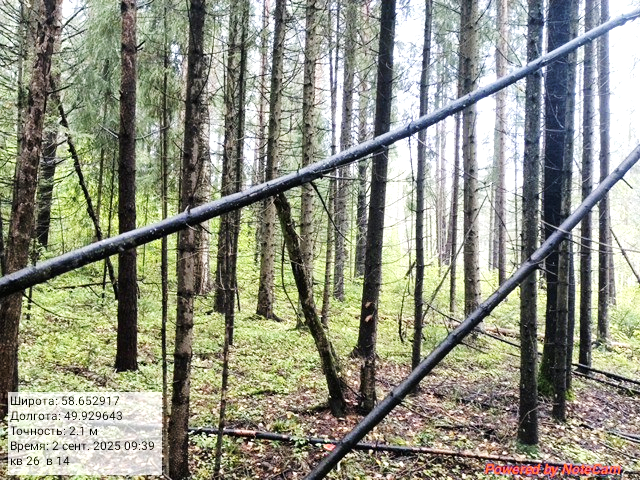 Широта: 58.652917
Долгота: 49.929643
Точность: 2.1 м
Время: 2 сент. 2025 09:39
кв 26 в 14
Powered by NoteCam